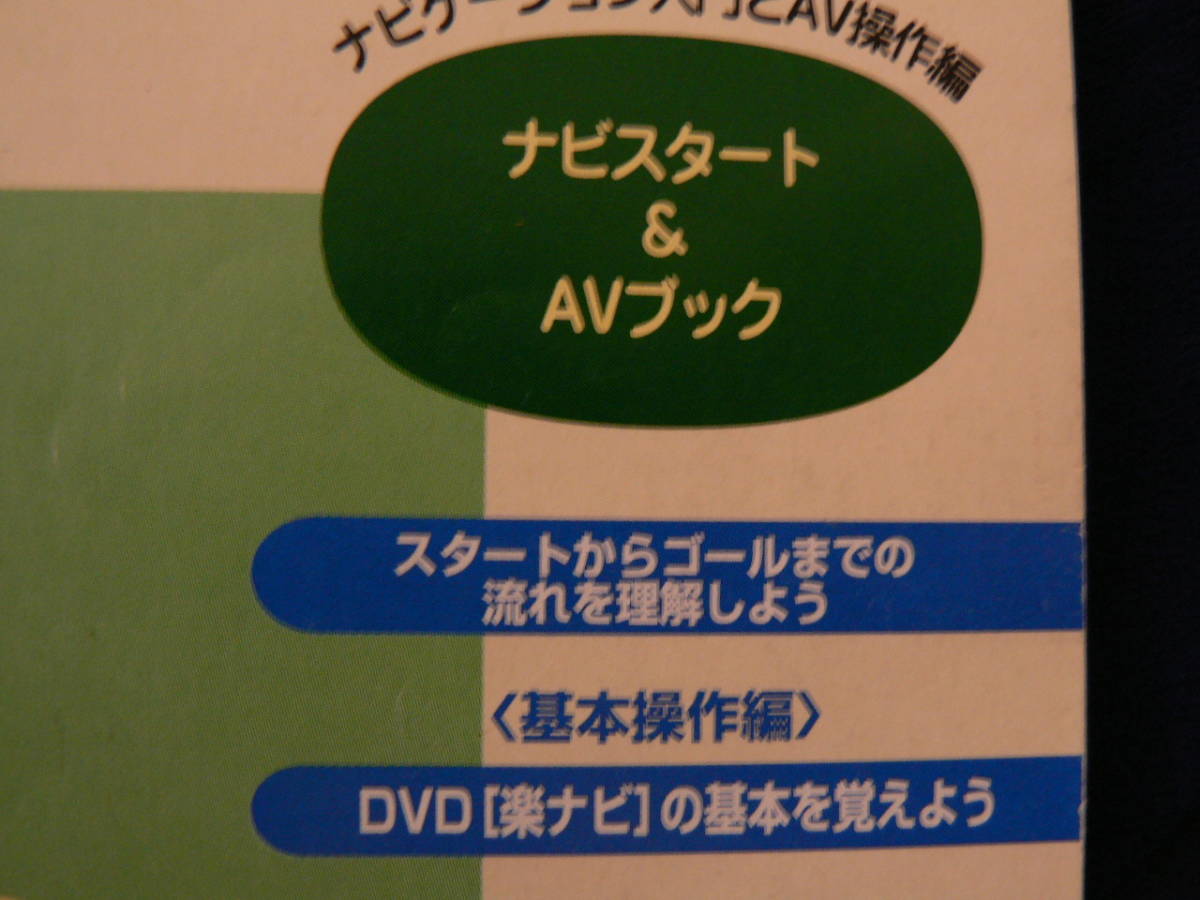 ナビゲーション入門とAV操作編
ナビスタート
&
AVブック
スタートからゴールまでの
流れを理解しよう
〈基本操作編〉
DVD[楽ナビ]の基本を覚えよう